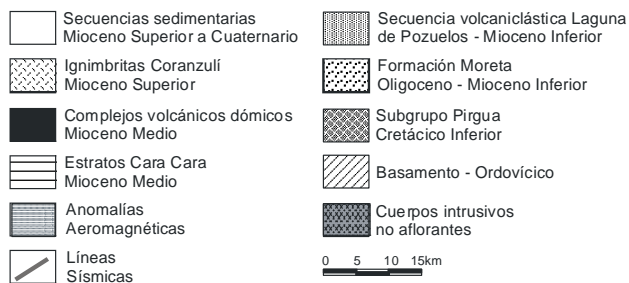 Secuencias sedimentarias
Mioceno Superior a Cuaternario
Ignimbritas Coranzulí
Mioceno Superior
Complejos volcánicos dómicos
Mioceno Medio
Estratos Cara Cara
Mioceno Medio
Anomalías
Aeromagnéticas
Líneas
Sísmicas
Secuencia volcaniclástica Laguna
de Pozuelos - Mioceno Inferior
Formación Moreta
Oligoceno - Mioceno Inferior
Subgrupo Pirgua
Cretácico Inferior
Basamento - Ordovícico
Cuerpos intrusivos
no aflorantes
0 5 10 15km